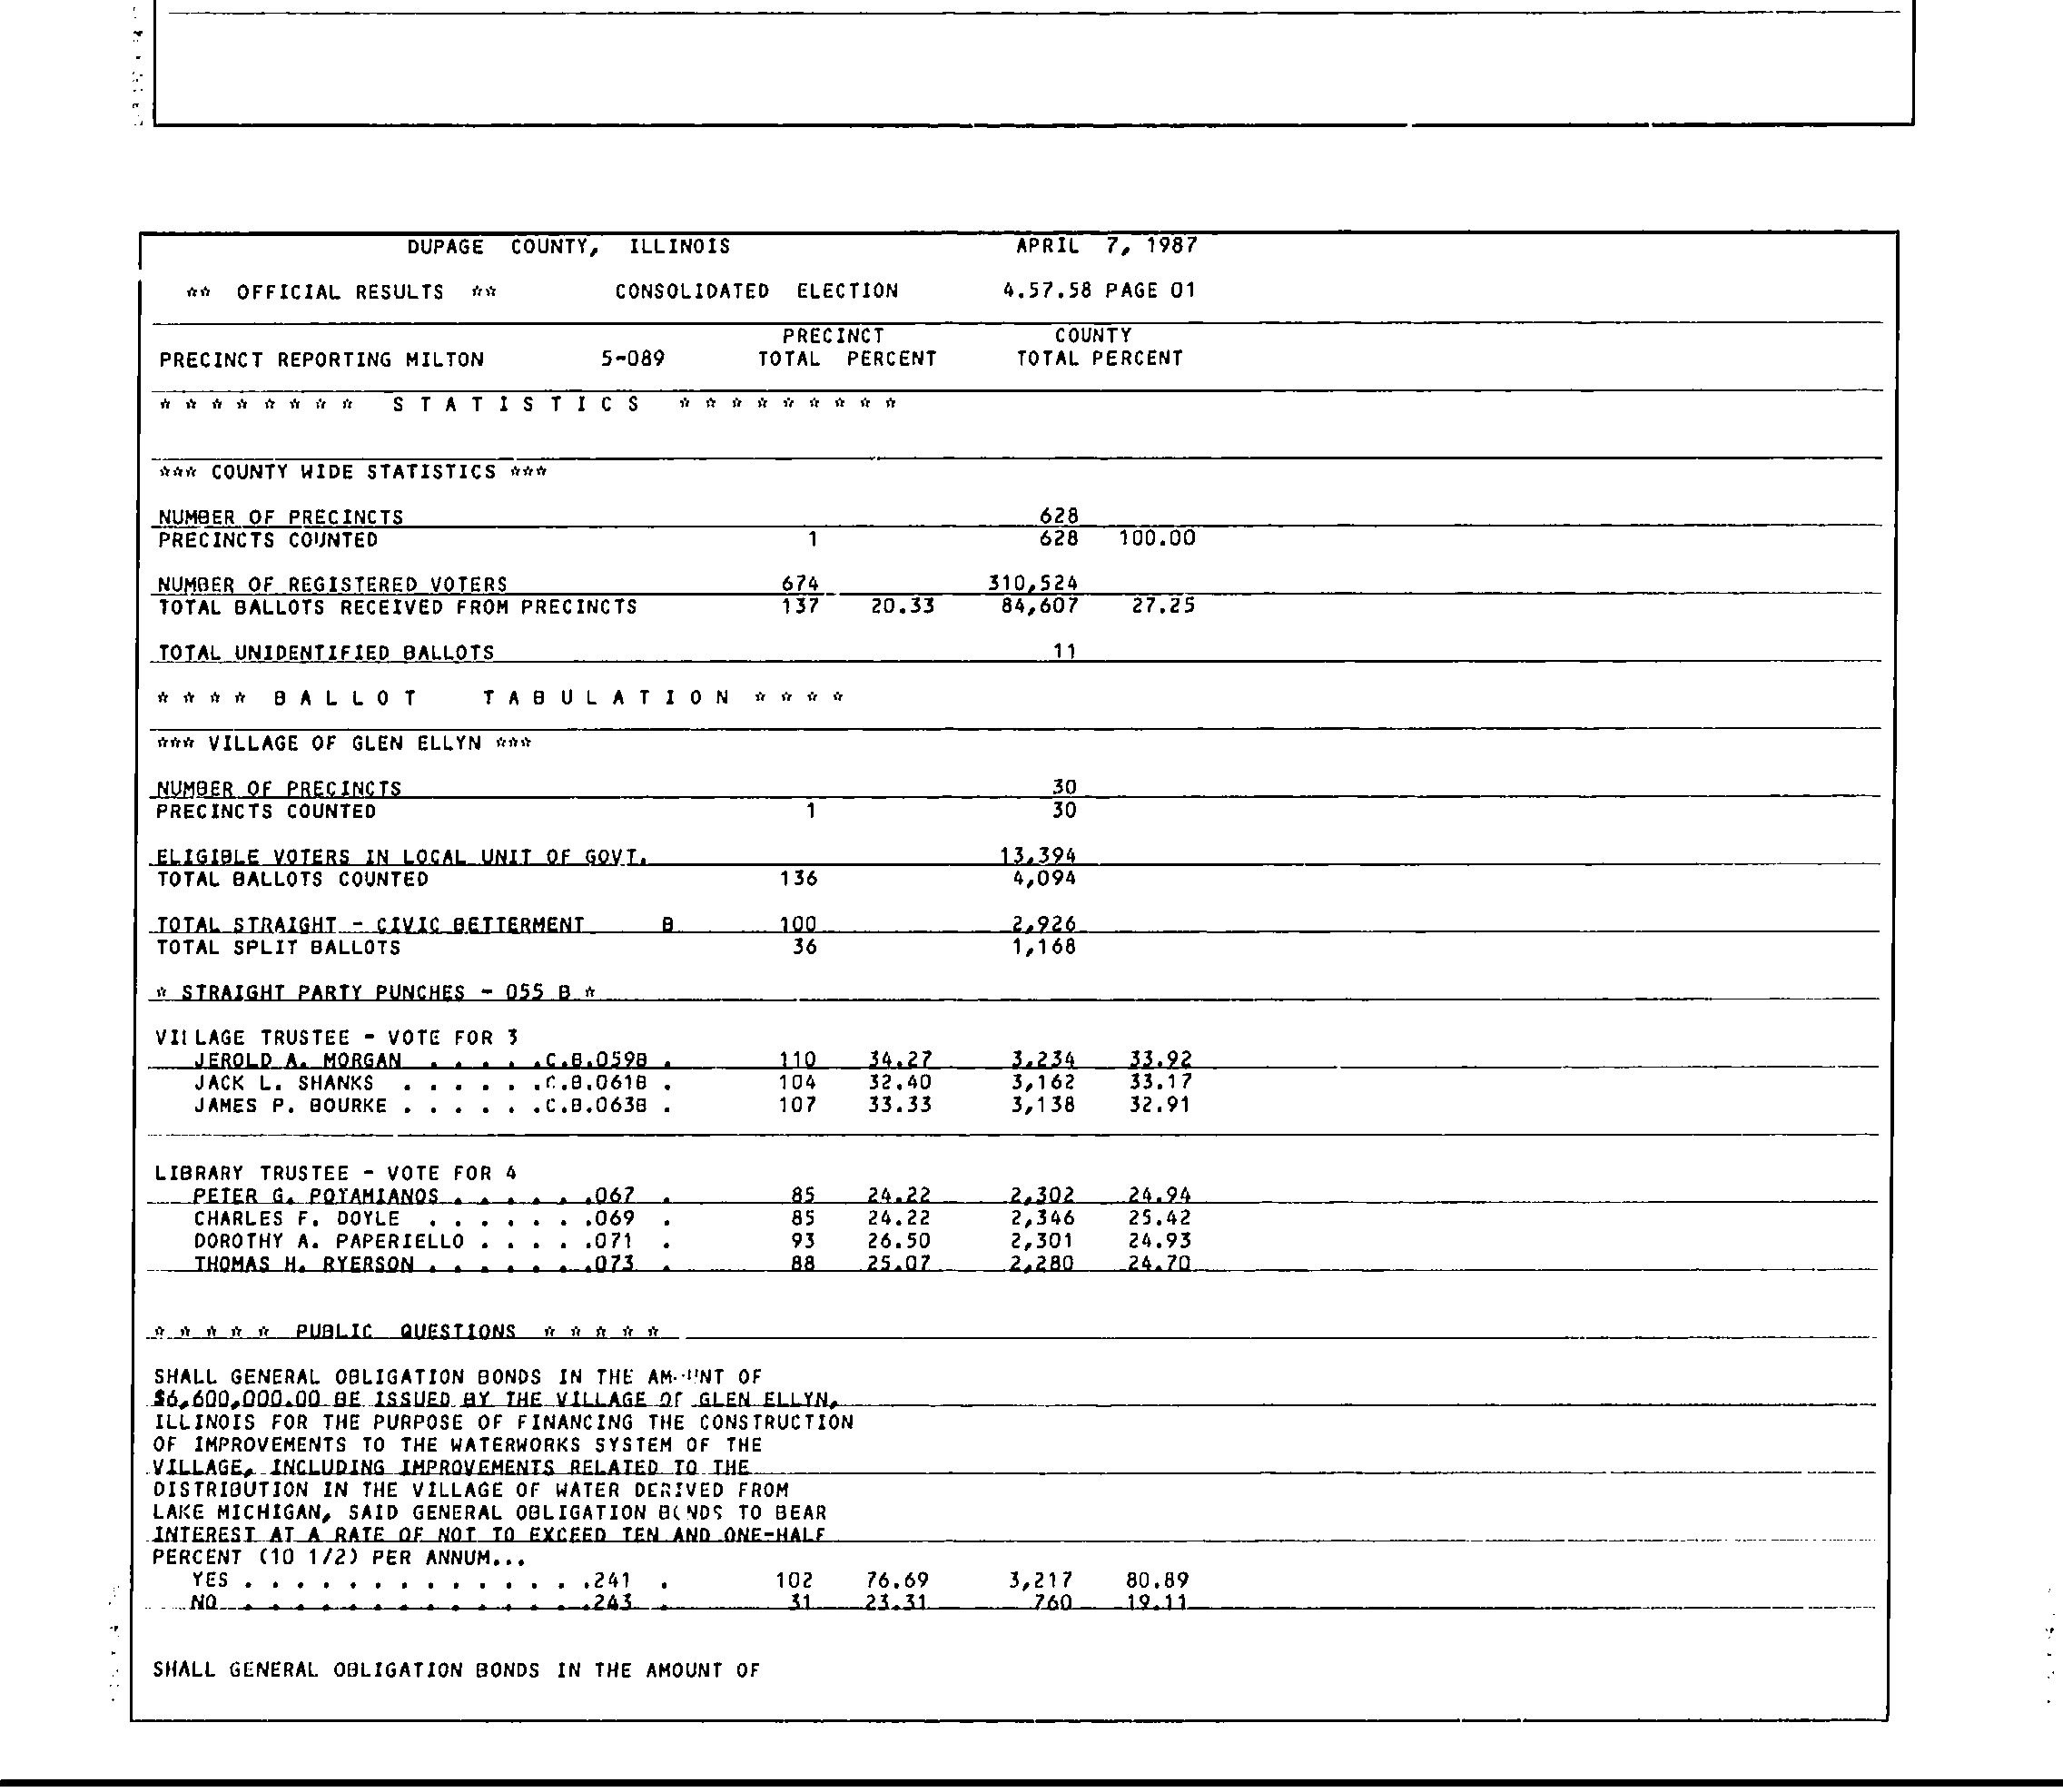 DUPAGE COUNTY, ILLINOIS APRIL 7, 1987
** OFFICIAL RESULTS ** CONSOLIDATED ELECTION 4.57.58 PAGE 01
PRECINCT COUNTY
PRECINCT REPORTING MILTON 5-089 TOTAL PERCENT TOTAL PERCENT
* * * * * * * * S T A T I S T I C S * * * * * * * * *
*** COUNTY WIDE STATISTICS ***
NUMBER OF PRECINCTS 628
PRECINCTS COUNTED 1 628 100.00
NUMBER OF REGISTERED VOTERS 674 310,524
TOTAL BALLOTS RECEIVED FROM PRECINCTS 137 20.33 84,607 27.25
TOTAL UNIDENTIFIED BALLOTS 11
* * * * B A L L O T T A B U L A T I O N * * * *
*** VILLAGE OF GLEN ELLYN ***
NUMBER OF PRECINCTS 30
PRECINCTS COUNTED 1 30
ELIGIBLE VOTERS IN LOCAL UNIT OF GOVT. 13,394
TOTAL BALLOTS COUNTED 136 4,094
TOTAL STRAIGHT - CIVIC BETTERMENT B 100 2,926
TOTAL SPLIT BALLOTS 36 1,168
* STRAIGHT PARTY PUNCHES - 055 B *
VILLAGE TRUSTEE - VOTE FOR 3
JEROLD A. MORGAN . . . . .C.B.059B . 110 34.27 3,234 33.92
JACK L. SHANKS . . . . . .C.B.061B . 104 32.40 3,162 33.17
JAMES P. BOURKE . . . . . .C.B.063B . 107 33.33 3,138 32.91
LIBRARY TRUSTEE - VOTE FOR 4
PETER G. POTAMIANOS . . . . . .067 . 85 24.22 2,302 24.94
CHARLES F. DOYLE . . . . . . .069 . 85 24.22 2,346 25.42
DOROTHY A. PAPERIELLO . . . . .071 . 93 26.50 2,301 24.93
THOMAS H. RYERSON . . . . . . .073 . 88 25.07 2,280 24.70
* * * * * PUBLIC QUESTIONS * * * * *
SHALL GENERAL OBLIGATION BONDS IN THE AMOUNT OF
$6,600,000.00 BE ISSUED BY THE VILLAGE OF GLEN ELLYN,
ILLINOIS FOR THE PURPOSE OF FINANCING THE CONSTRUCTION
OF IMPROVEMENTS TO THE WATERWORKS SYSTEM OF THE
VILLAGE, INCLUDING IMPROVEMENTS RELATED TO THE
DISTRIBUTION IN THE VILLAGE OF WATER DERIVED FROM
LAKE MICHIGAN, SAID GENERAL OBLIGATION BONDS TO BEAR
INTEREST AT A RATE OF NOT TO EXCEED TEN AND ONE-HALF
PERCENT (10 1/2) PER ANNUM...
YES . . . . . . . . . . . . . .241 . 102 76.69 3,217 80.89
NO . . . . . . . . . . . . . .243 . 31 23.31 760 19.11
SHALL GENERAL OBLIGATION BONDS IN THE AMOUNT OF